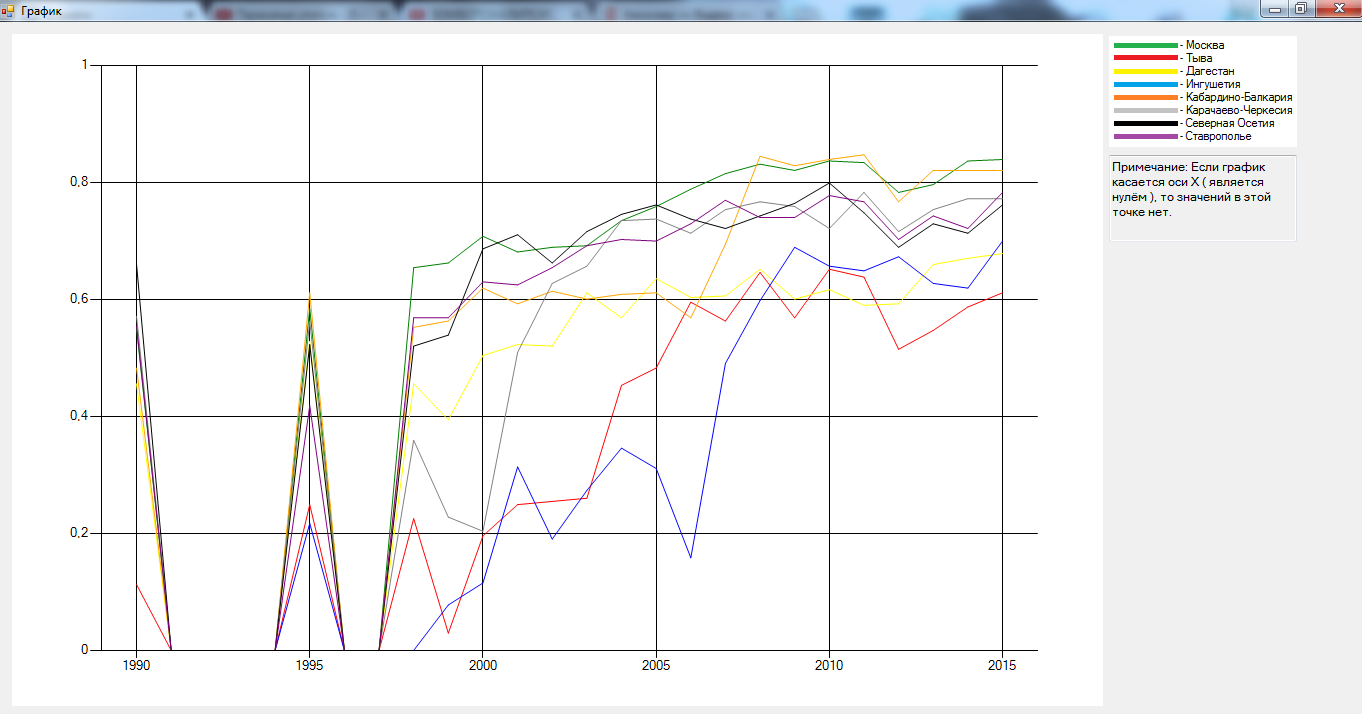 График
1
0,8
0,6
0,4
0,2
0
1990
1995
2000
2005
2010
2015
- Москва
- Тыва
- Дагестан
- Ингушетия
- Кабардино-Балкария
- Карачаево-Черкесия
- Северная Осетия
- Ставрополье
Примечание: Если график
касается оси X ( является
нулём ), то значений в этой
точке нет.